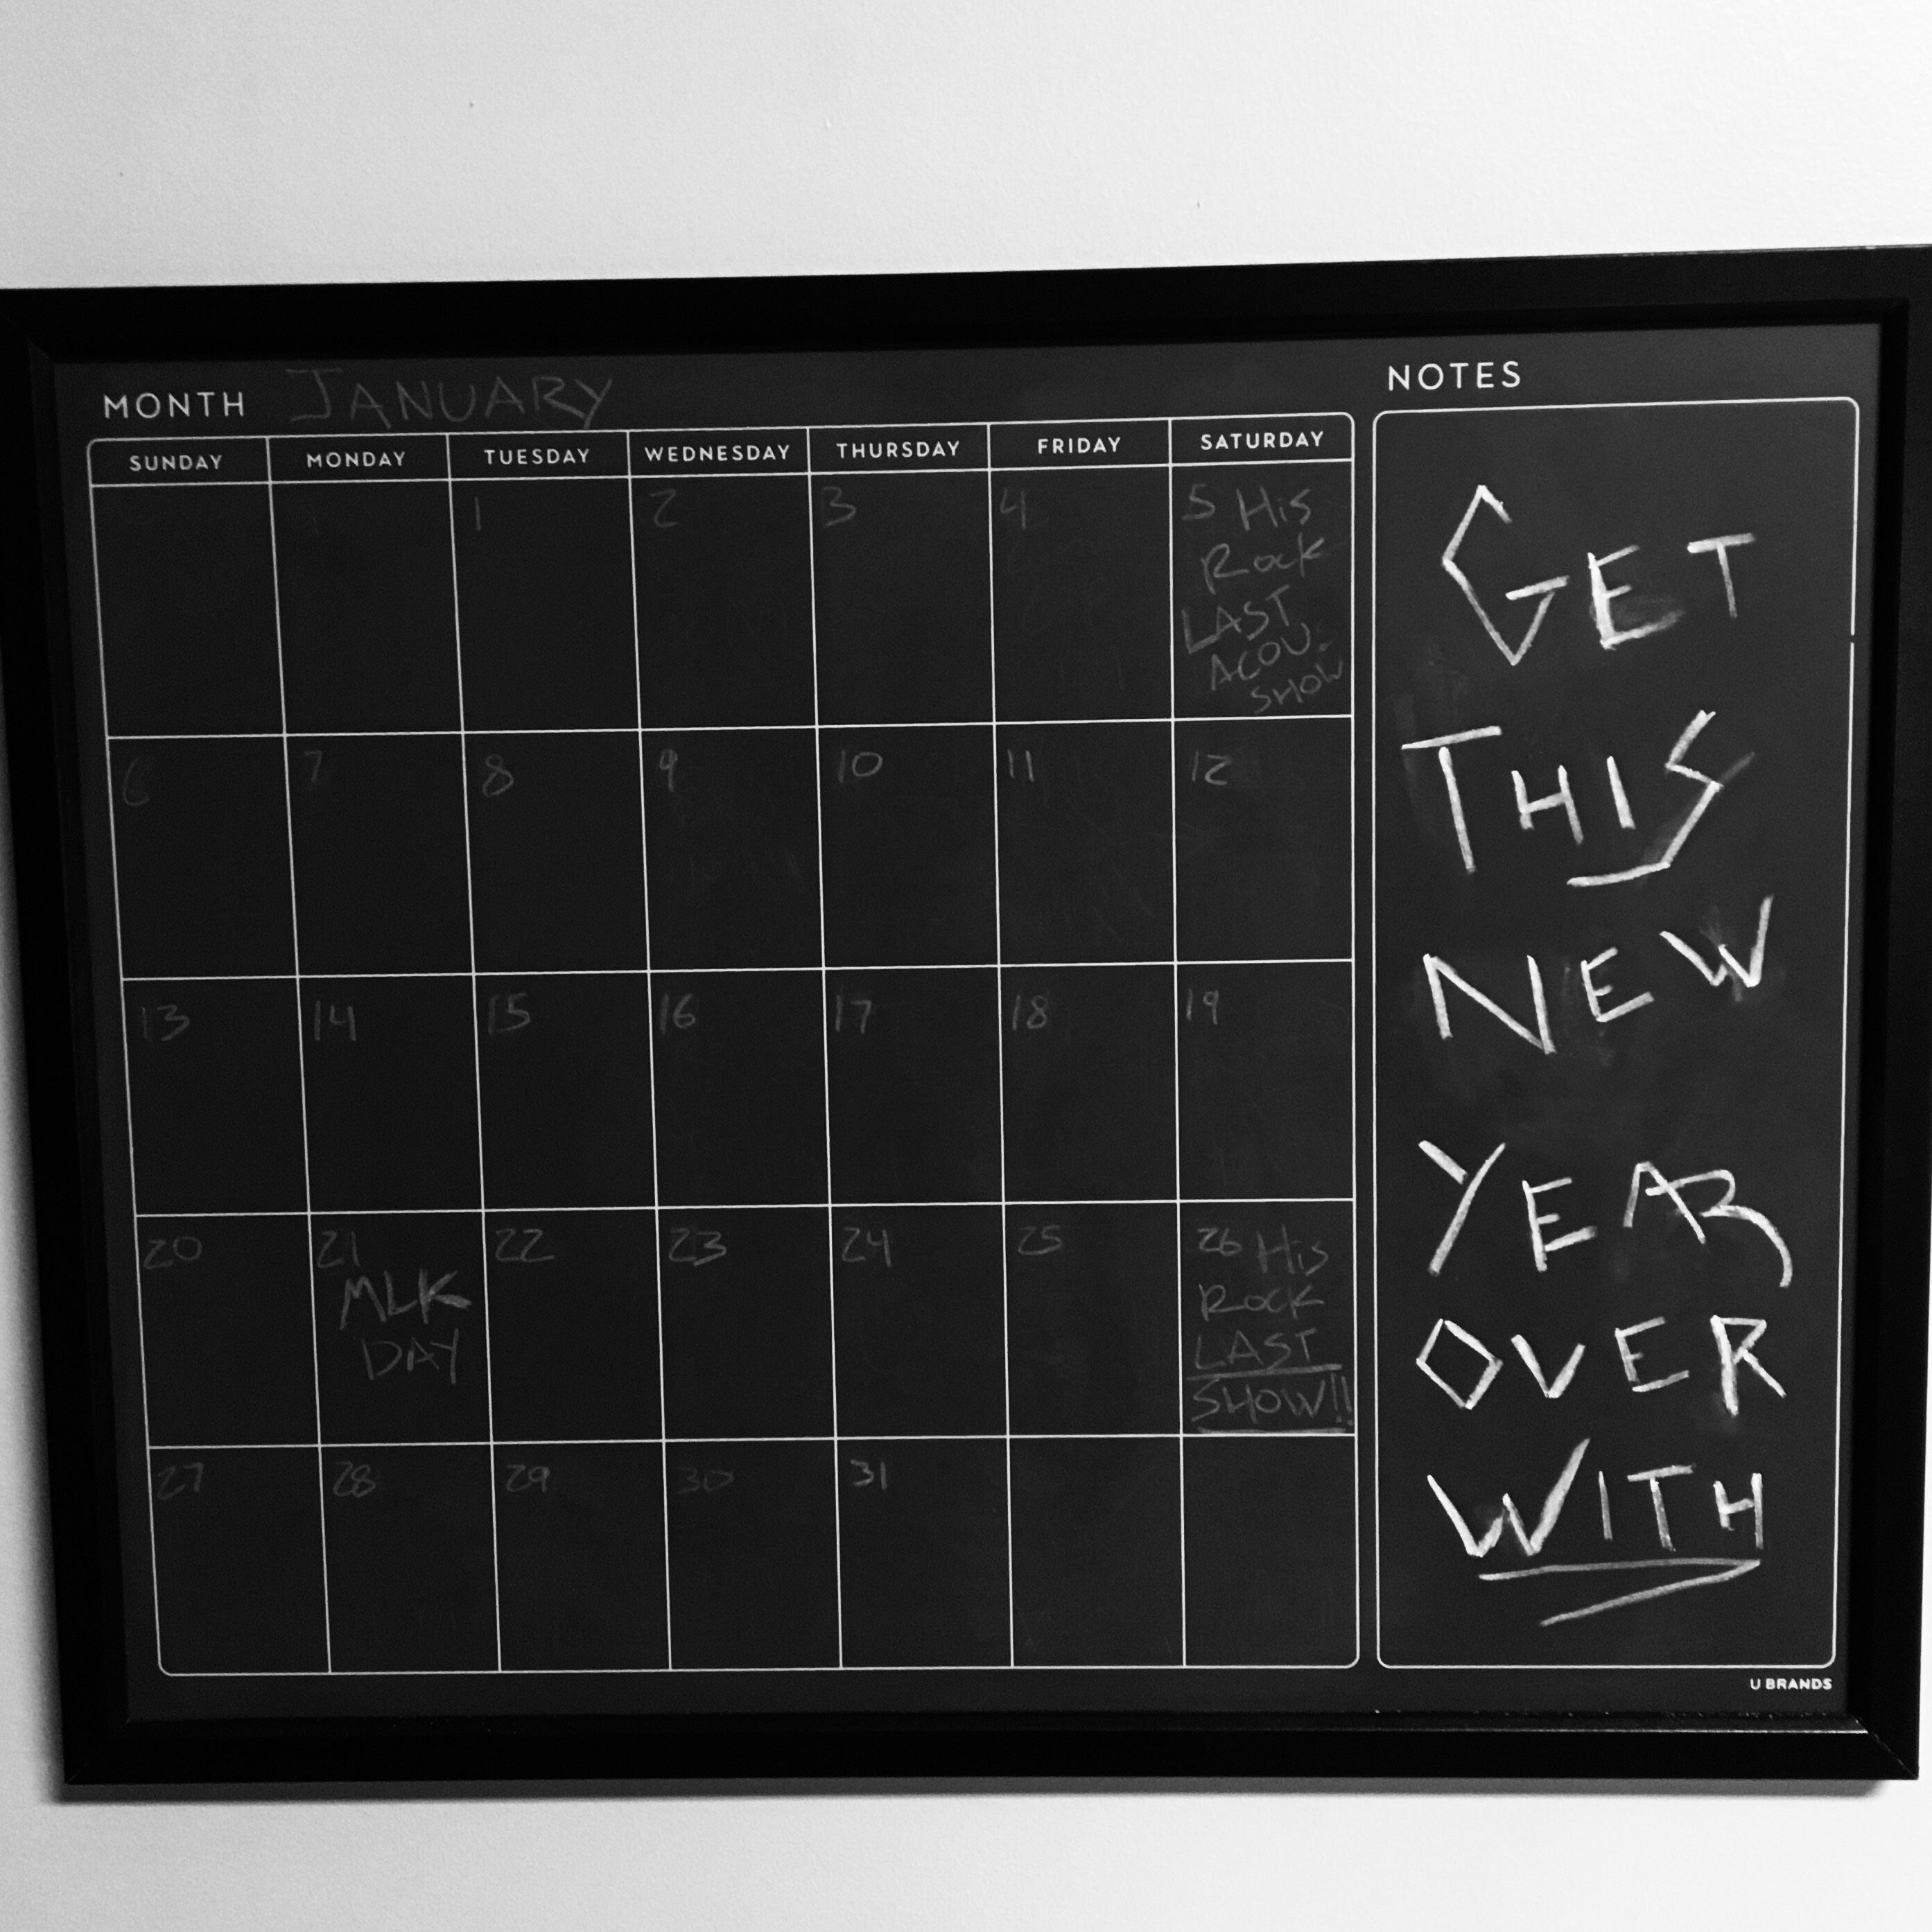 MONTH JANUARY
NOTES
SUNDAY MONDAY TUESDAY WEDNESDAY THURSDAY FRIDAY SATURDAY
1 2 3 4 5 His
Rock
LAST
ACOU.
SHOW
6 7 8 9 10 11 12
13 14 15 16 17 18 19
20 21 22 23 24 25 26 His
MLK
DAY
Rock
LAST
SHOW!!
27 28 29 30 31
GET
THIS
NEW
YEAR
OVER
WITH
U BRANDS